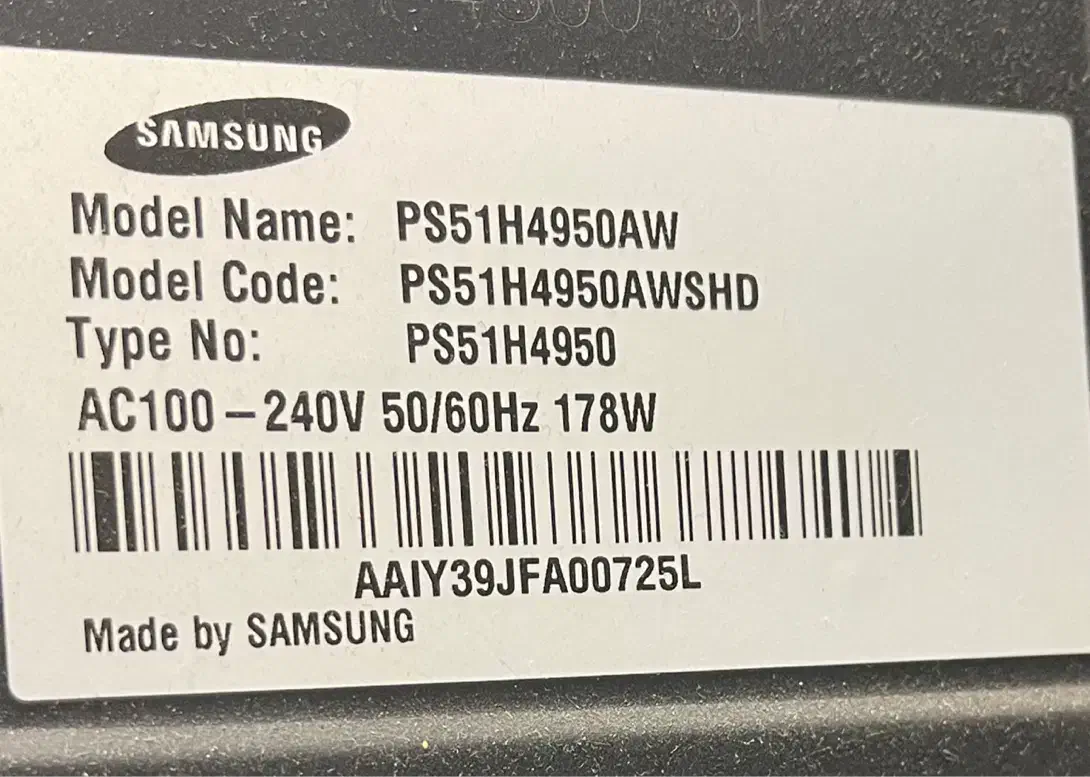 SAMSUNG
Model Name: PS51H4950AW
Model Code: PS51H4950AWSHD
Type No: PS51H4950
AC100-240V 50/60Hz 178W
AAIY39JFA00725L
Made by SAMSUNG